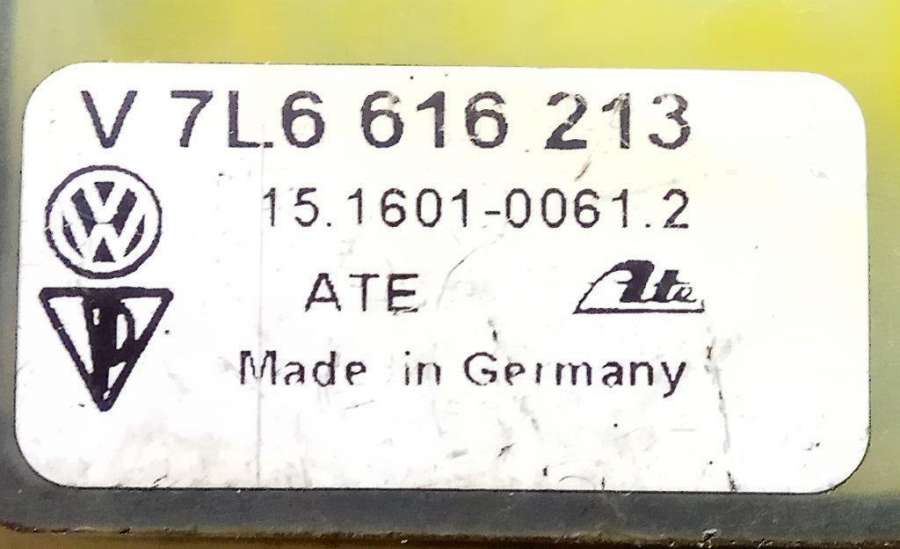 V 7L6 616 213
15.1601-0061.2
ATE Ate
Made in Germany